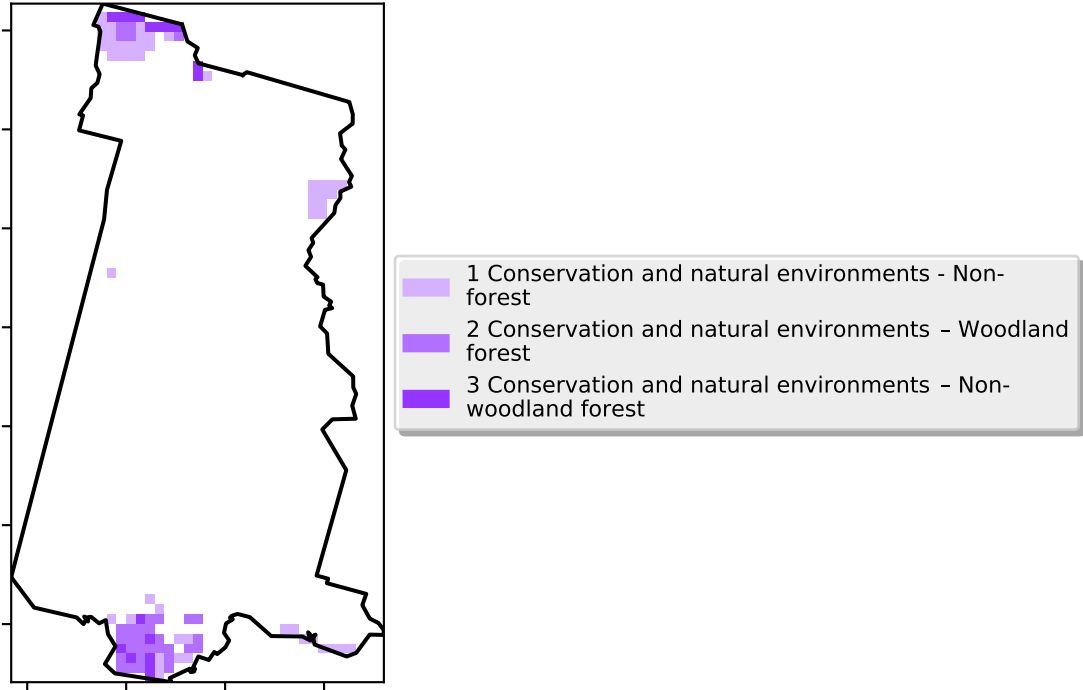 1 Conservation and natural environments - Non-
forest
2 Conservation and natural environments – Woodland
forest
3 Conservation and natural environments – Non-
woodland forest